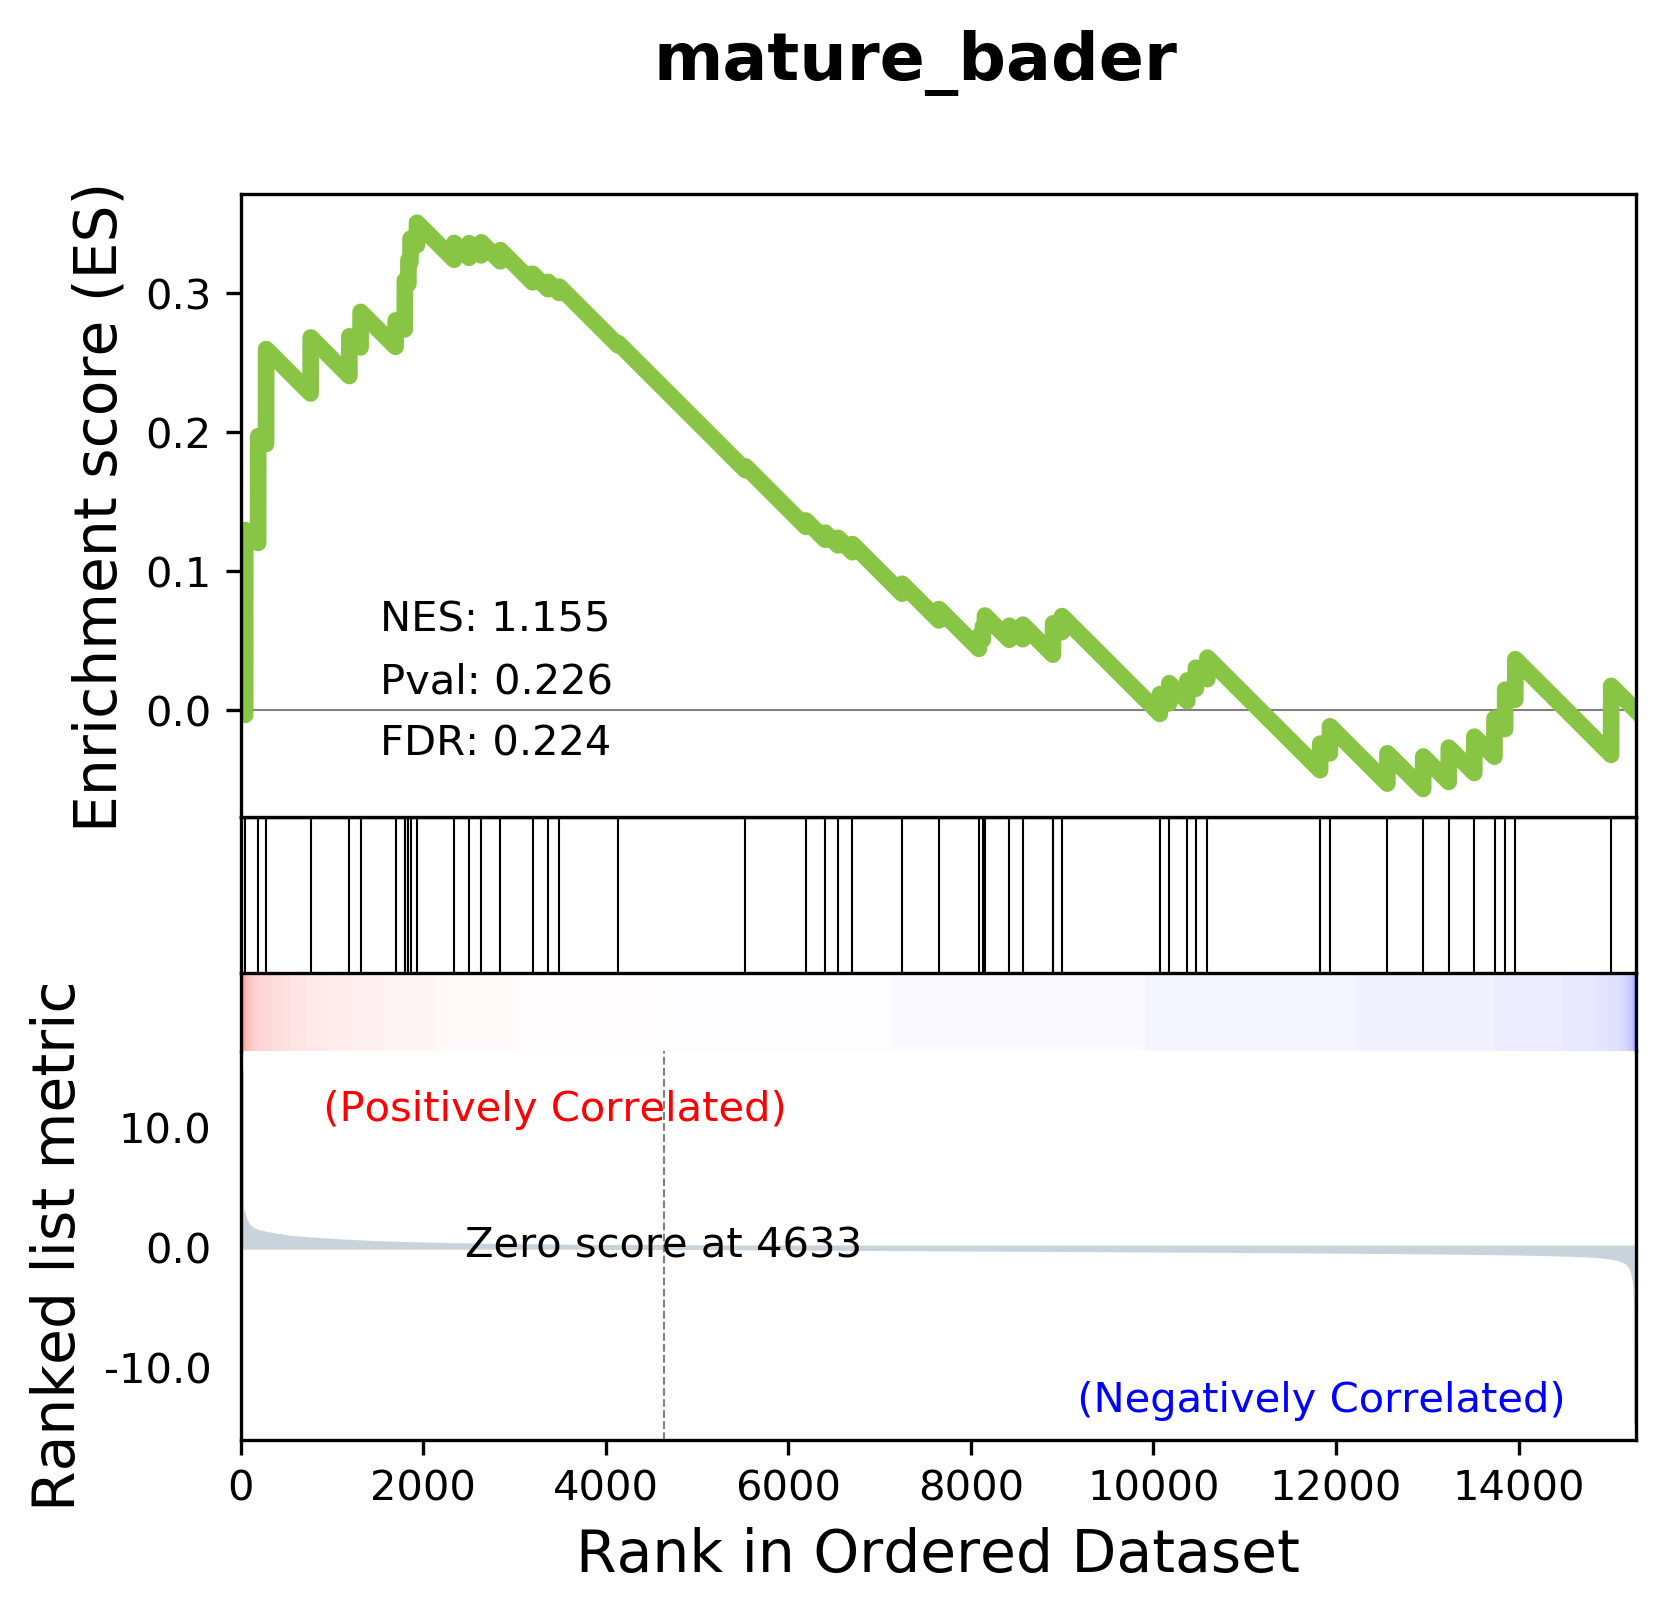 mature_bader
Enrichment score (ES)
0.3
0.2
0.1
0.0
NES: 1.155
Pval: 0.226
FDR: 0.224
Ranked list metric
10.0
0.0
-10.0
(Positively Correlated)
Zero score at 4633
(Negatively Correlated)
0 2000 4000 6000 8000 10000 12000 14000
Rank in Ordered Dataset